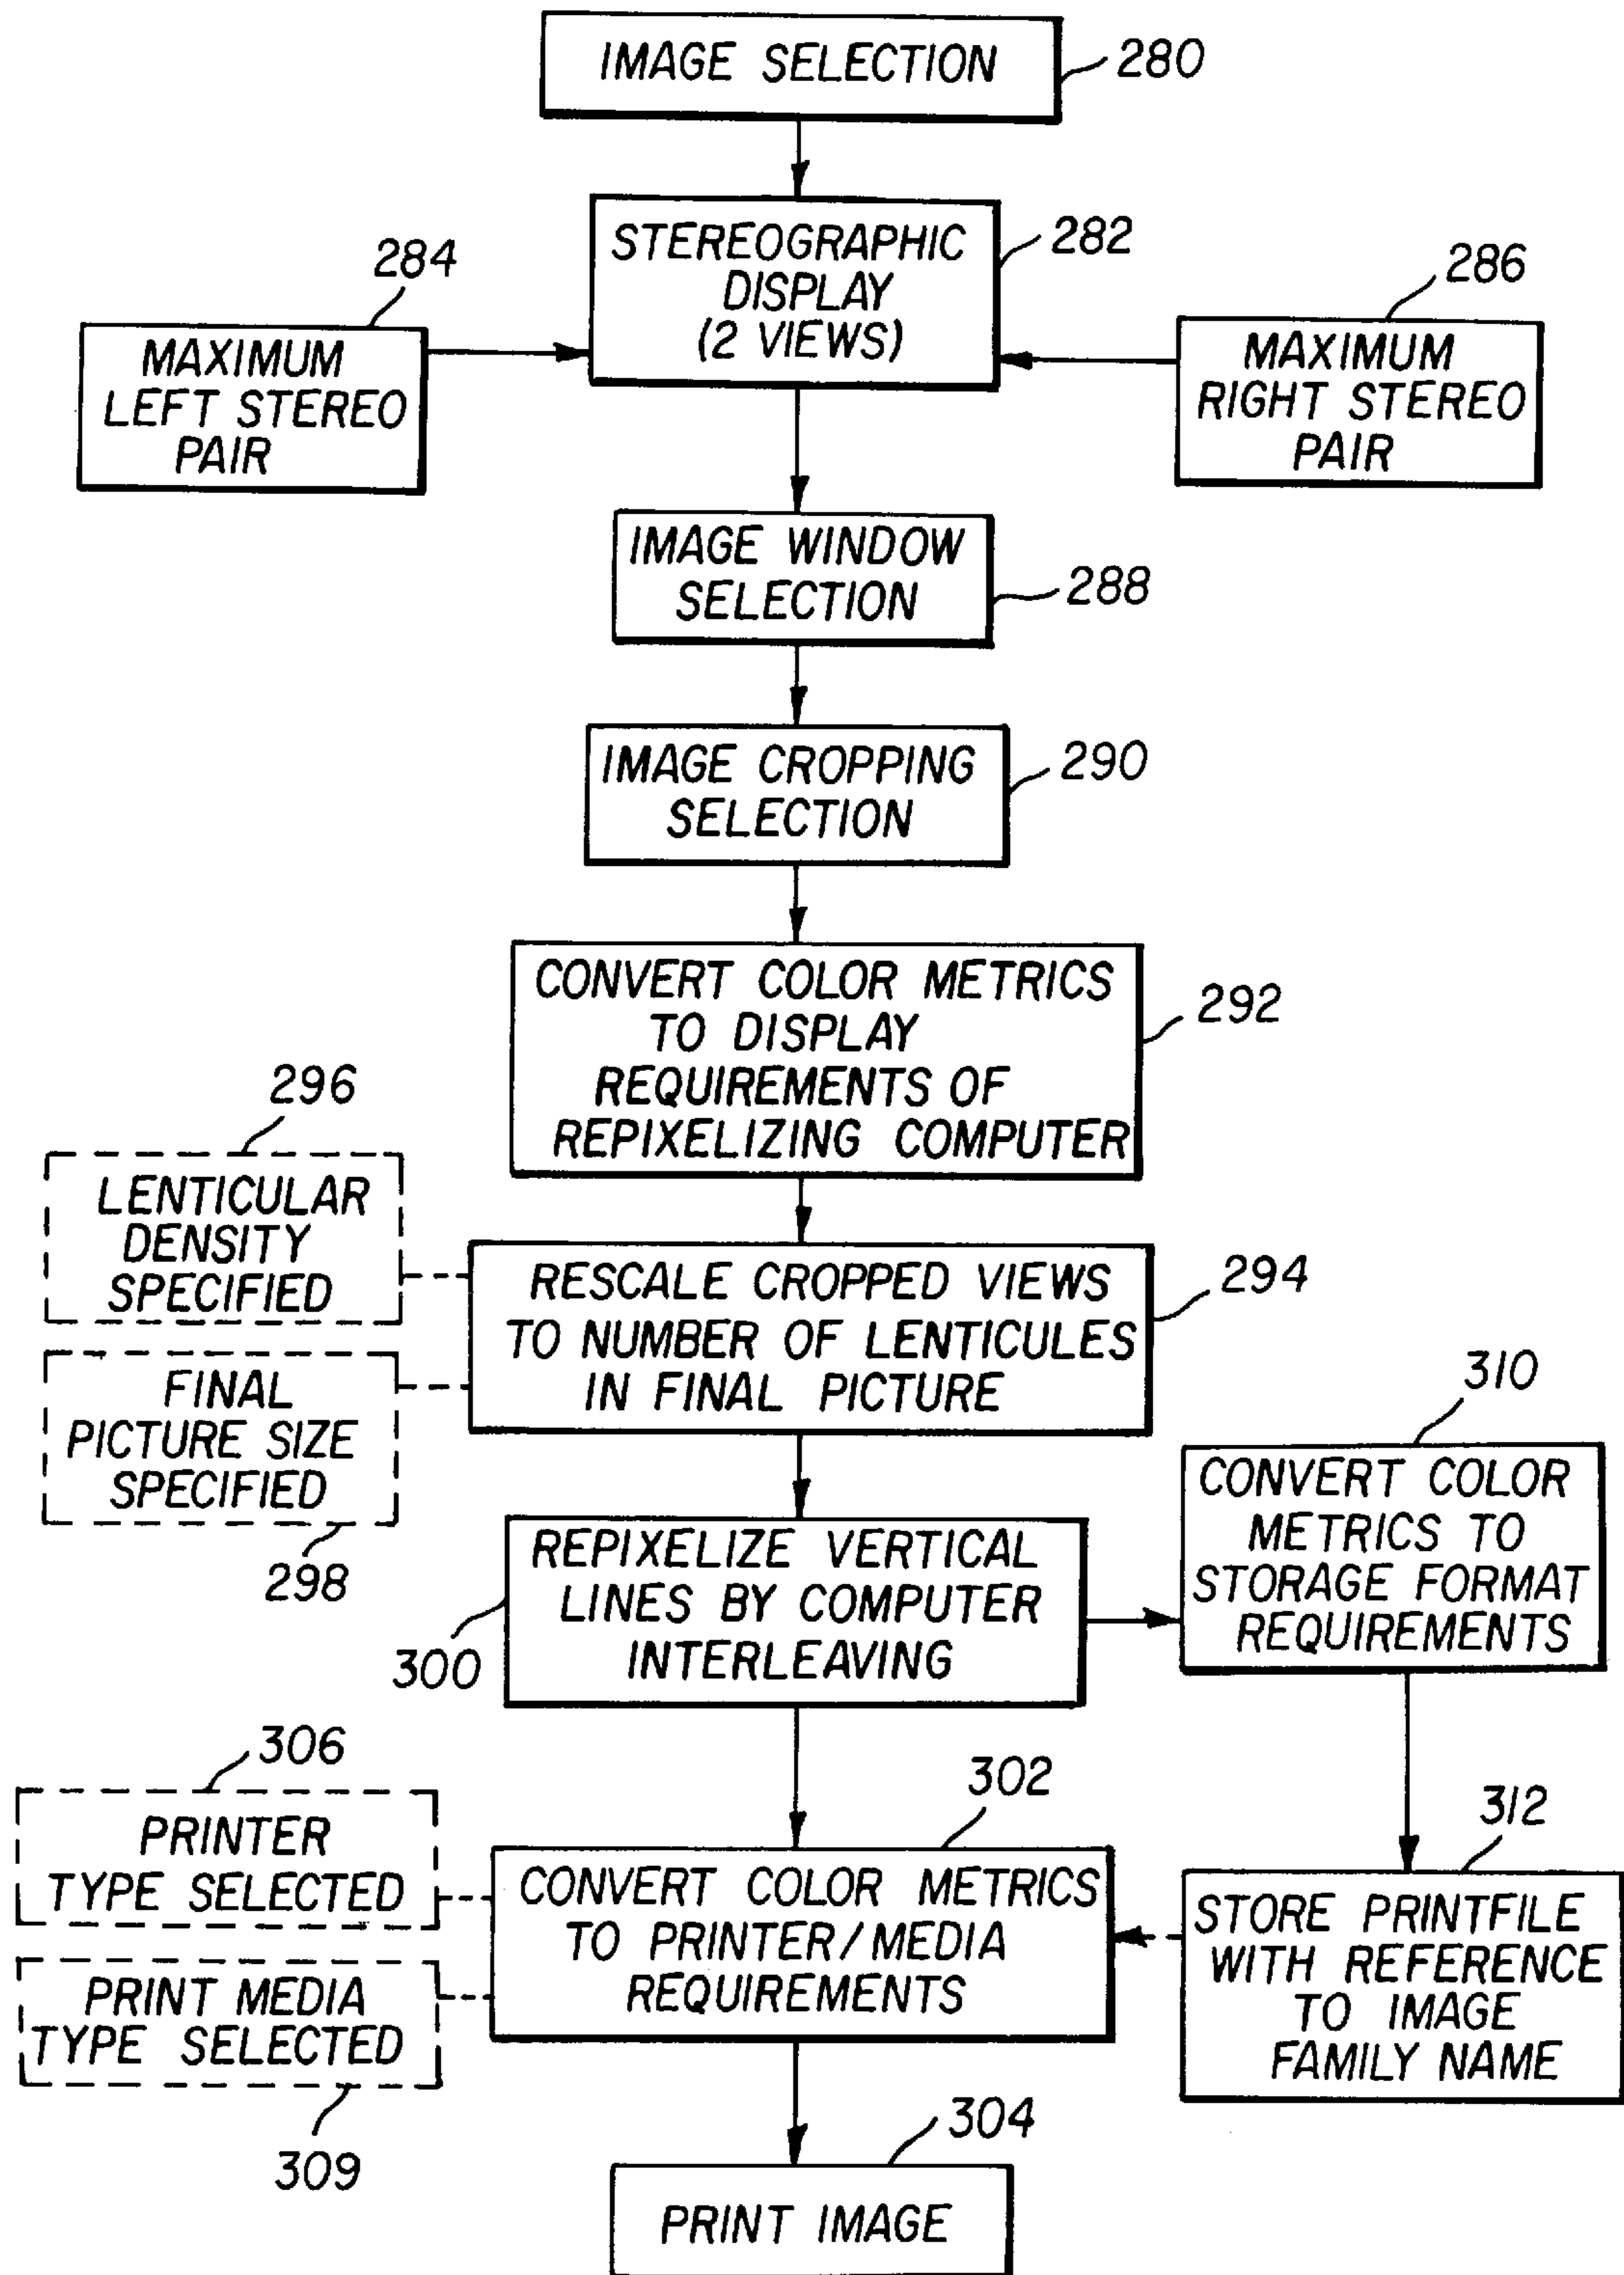 IMAGE SELECTION
280
STEREOGRAPHIC
DISPLAY
(2 VIEWS)
282
284
MAXIMUM
LEFT STEREO
PAIR
286
MAXIMUM
RIGHT STEREO
PAIR
IMAGE WINDOW
SELECTION
288
IMAGE CROPPING
SELECTION
290
CONVERT COLOR METRICS
TO DISPLAY
REQUIREMENTS OF
REPIXELIZING COMPUTER
292
296
LENTICULAR
DENSITY
SPECIFIED
RESCALE CROPPED VIEWS
TO NUMBER OF LENTICULES
IN FINAL PICTURE
294
FINAL
PICTURE SIZE
SPECIFIED
298
310
CONVERT COLOR
METRICS TO
STORAGE FORMAT
REQUIREMENTS
REPIXELIZE VERTICAL
LINES BY COMPUTER
INTERLEAVING
300
306
PRINTER
TYPE SELECTED
302
CONVERT COLOR METRICS
TO PRINTER/MEDIA
REQUIREMENTS
312
STORE PRINTFILE
WITH REFERENCE
TO IMAGE
FAMILY NAME
PRINT MEDIA
TYPE SELECTED
309
304
PRINT IMAGE